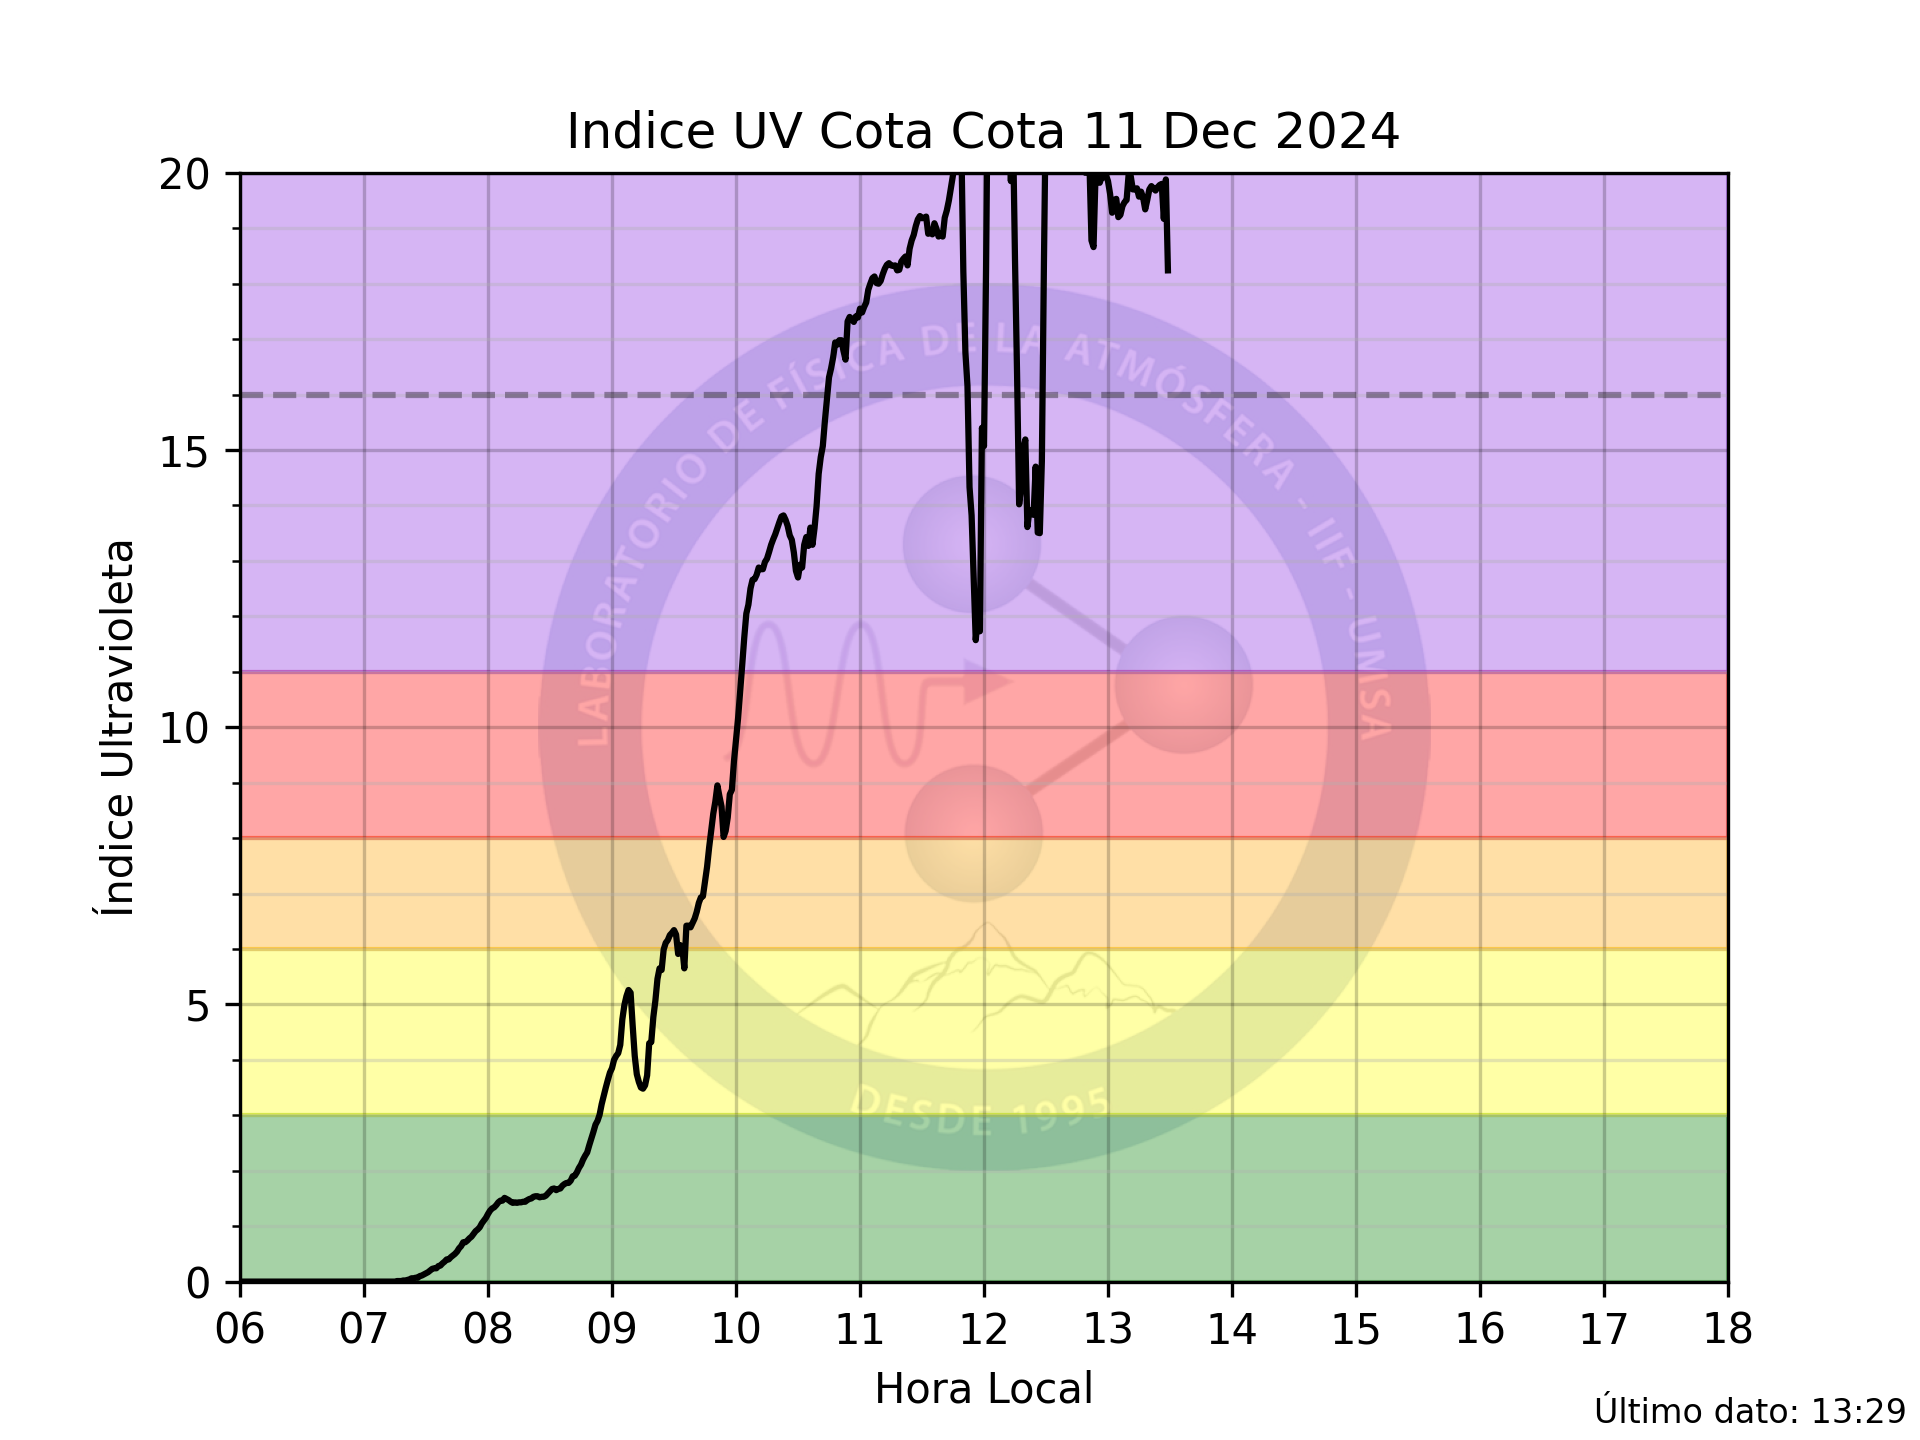 Indice UV Cota Cota 11 Dec 2024
20
15
10
5
0
Índice Ultravioleta
LABORATORIO DE FÍSICA DE LA ATMÓSFERA - IIF - UMSA
DESDE 1995
06 07 08 09 10 11 12 13 14 15 16 17 18
Hora Local
Último dato: 13:29